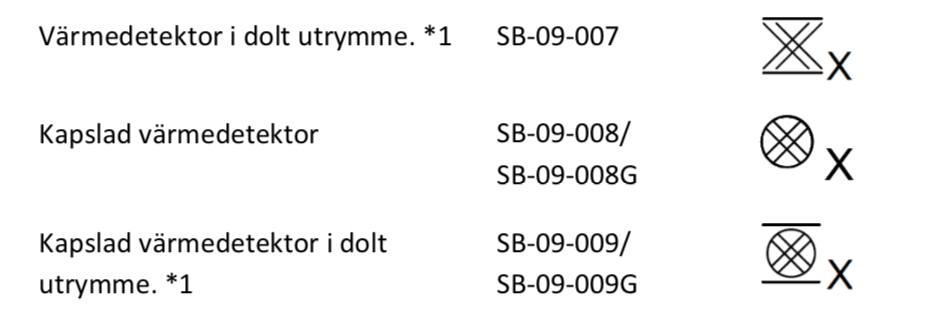 Värmedetektor i dolt utrymme. *1 SB-09-007 X
Kapslad värmedetektor SB-09-008/
SB-09-008G X
Kapslad värmedetektor i dolt SB-09-009/
utrymme. *1 SB-09-009G X